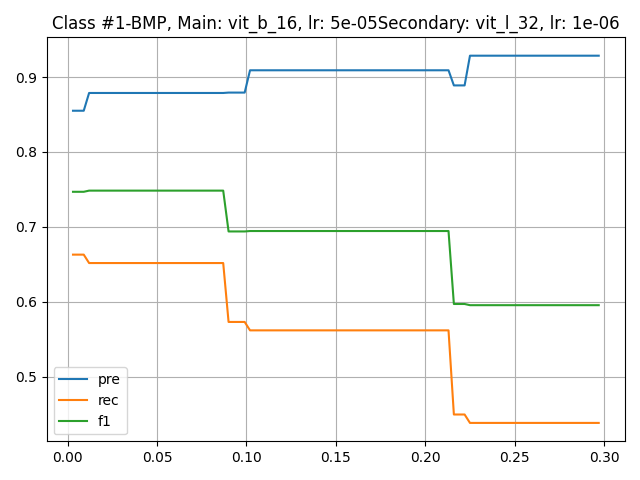 Class #1-BMP, Main: vit_b_16, lr: 5e-05Secondary: vit_l_32, lr: 1e-06
0.9
0.8
0.7
0.6
0.5
pre
rec
f1
0.00 0.05 0.10 0.15 0.20 0.25 0.30